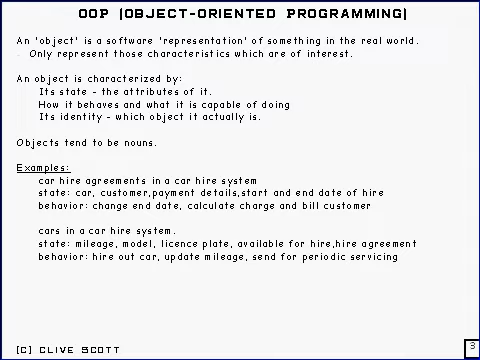 OOP (OBJECT-ORIENTED PROGRAMMING)
An 'object' is a software 'representation' of something in the real world.
- Only represent those characteristics which are of interest.
An object is characterized by:
Its state - the attributes of it.
How it behaves and what it is capable of doing
Its identity - which object it actually is.
Objects tend to be nouns.
Examples:
car hire agreements in a car hire system
state: car, customer,payment details,start and end date of hire
behavior: change end date, calculate charge and bill customer
cars in a car hire system.
state: mileage, model, licence plate, available for hire,hire agreement
behavior: hire out car, update mileage, send for periodic servicing
(C) CLIVE SCOTT
3